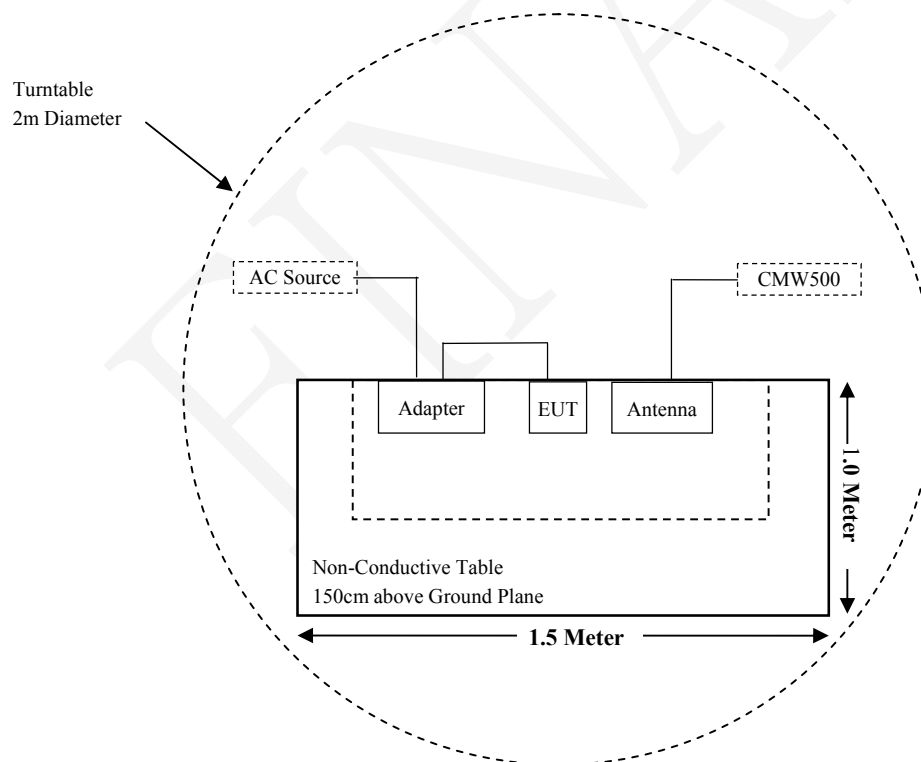 Turntable
2m Diameter
AC Source
CMW500
Adapter
EUT
Antenna
1.0 Meter
Non-Conductive Table
150cm above Ground Plane
1.5 Meter